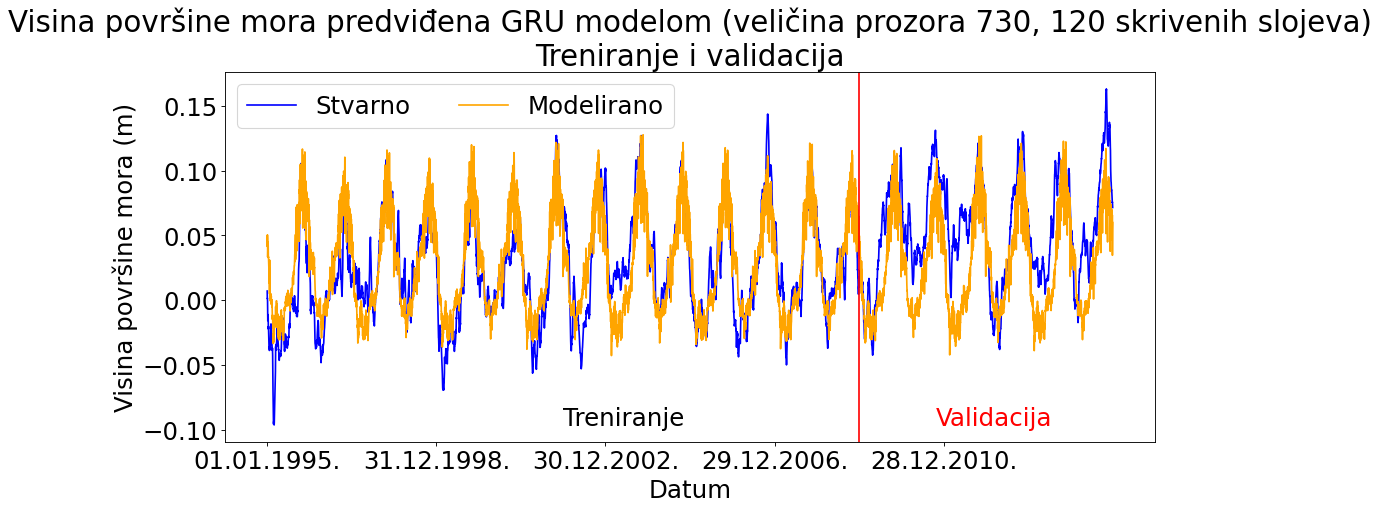 Visina površine mora predviđena GRU modelom (veličina prozora 730, 120 skrivenih slojeva)
Treniranje i validacija
Stvarno
Modelirano
Visina površine mora (m)
0.15
0.10
0.05
0.00
−0.05
−0.10
Treniranje
Validacija
01.01.1995.
31.12.1998.
30.12.2002.
29.12.2006.
28.12.2010.
Datum